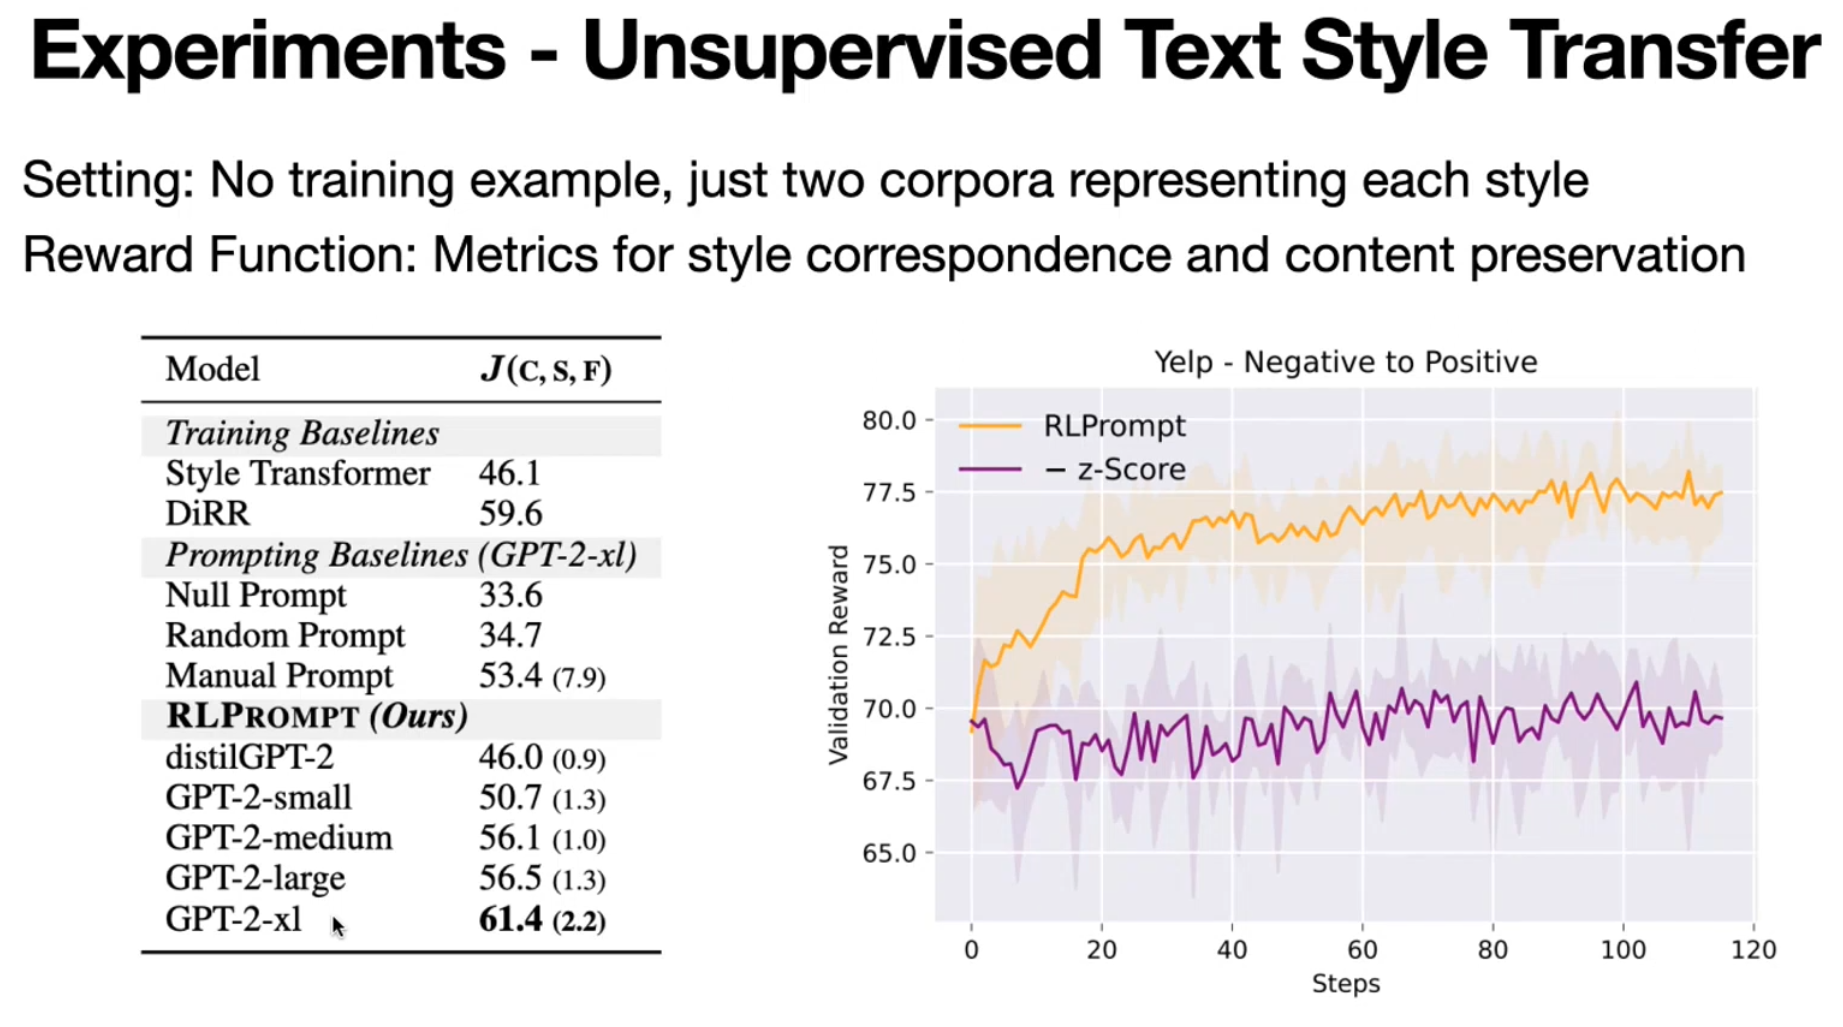 Experiments - Unsupervised Text Style Transfer
Setting: No training example, just two corpora representing each style
Reward Function: Metrics for style correspondence and content preservation
Model J(C, S, F)
Training Baselines
Style Transformer 46.1
DiRR 59.6
Prompting Baselines (GPT-2-xl)
Null Prompt 33.6
Random Prompt 34.7
Manual Prompt 53.4 (7.9)
RLPROMPT (Ours)
distilGPT-2 46.0 (0.9)
GPT-2-small 50.7 (1.3)
GPT-2-medium 56.1 (1.0)
GPT-2-large 56.5 (1.3)
GPT-2-xl 61.4 (2.2)
Yelp - Negative to Positive
RLPrompt
− z-Score
Validation Reward
80.0
77.5
75.0
72.5
70.0
67.5
65.0
0 20 40 60 80 100 120
Steps